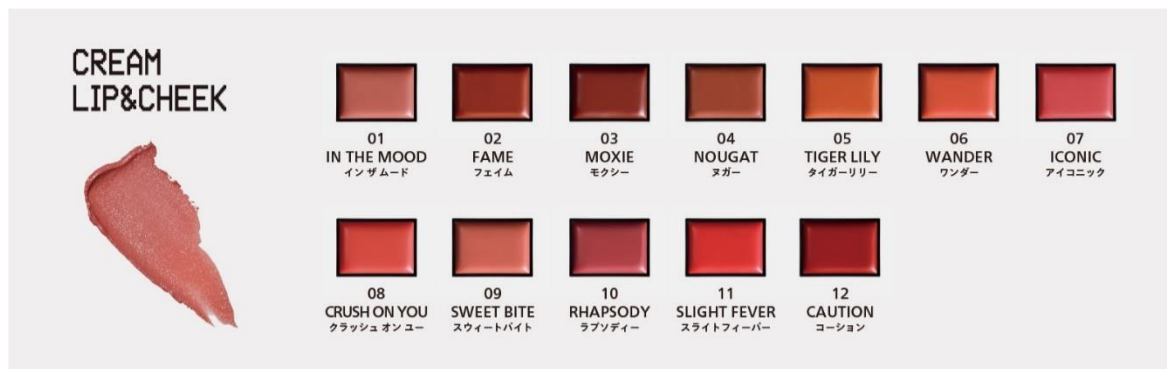 CREAM
LIP&CHEEK
01
IN THE MOOD
イン ザ ムード
02
FAME
フェイム
03
MOXIE
モクシー
04
NOUGAT
ヌガー
05
TIGER LILY
タイガーリリー
06
WANDER
ワンダー
07
ICONIC
アイコニック
08
CRUSH ON YOU
クラッシュ オン ユー
09
SWEET BITE
スウィートバイト
10
RHAPSODY
ラプソディー
11
SLIGHT FEVER
スライトフィーバー
12
CAUTION
コーション